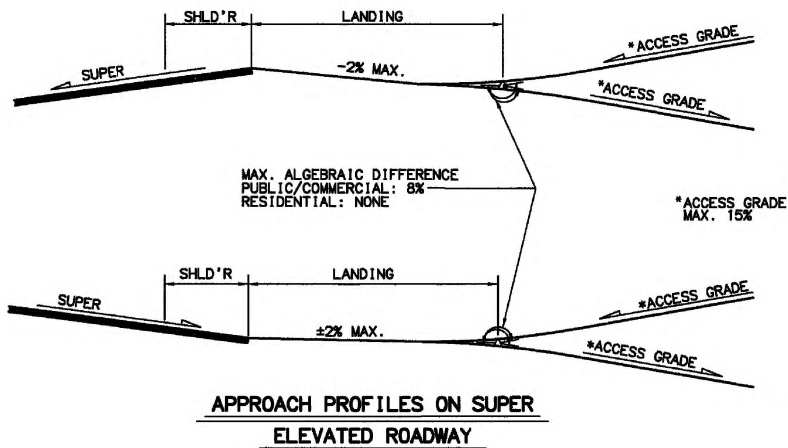 SHLD'R
LANDING
SUPER
-2% MAX.
*ACCESS GRADE
*ACCESS GRADE
MAX. ALGEBRAIC DIFFERENCE
PUBLIC/COMMERCIAL: 8%
RESIDENTIAL: NONE
*ACCESS GRADE
MAX. 15%
SHLD'R
LANDING
SUPER
±2% MAX.
*ACCESS GRADE
*ACCESS GRADE
APPROACH PROFILES ON SUPER
ELEVATED ROADWAY